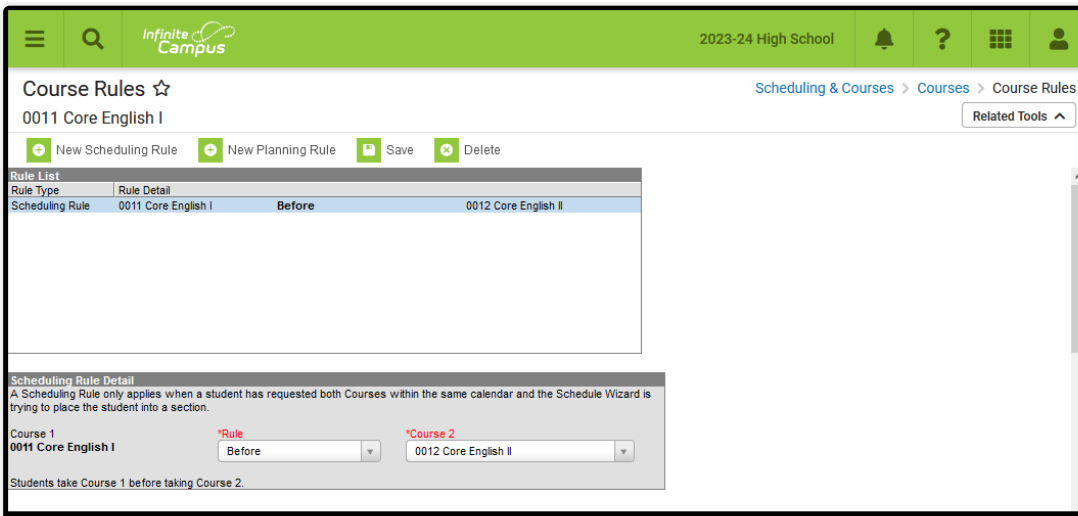 Infinite Campus
2023-24 High School
?
Course Rules
Scheduling & Courses > Courses > Course Rules
0011 Core English I
Related Tools
New Scheduling Rule New Planning Rule Save Delete
Rule List
Rule Type Rule Detail
Scheduling Rule 0011 Core English I Before 0012 Core English II
Scheduling Rule Detail
A Scheduling Rule only applies when a student has requested both Courses within the same calendar and the Schedule Wizard is
trying to place the student into a section.
Course 1 *Rule *Course 2
0011 Core English I Before 0012 Core English II
Students take Course 1 before taking Course 2.